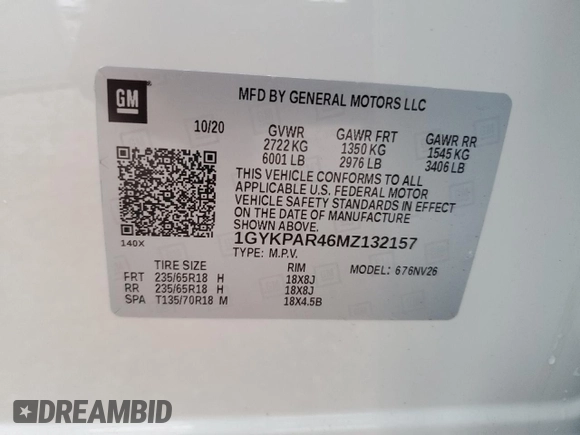 GM
MFD BY GENERAL MOTORS LLC
10/20 GVWR GAWR FRT GAWR RR
2722 KG 1350 KG 1545 KG
6001 LB 2976 LB 3406 LB
THIS VEHICLE CONFORMS TO ALL
APPLICABLE U.S. FEDERAL MOTOR
VEHICLE SAFETY STANDARDS IN EFFECT
ON THE DATE OF MANUFACTURE
SHOWN ABOVE.
140X
1GYKPAR46MZ132157
TYPE: M.P.V.
TIRE SIZE RIM MODEL: 676NV26
FRT 235/65R18 H 18X8J
RR 235/65R18 H 18X8J
SPA T135/70R18 M 18X4.5B
DREAMBID